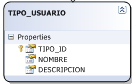 TIPO_USUARIO
Properties
TIPO_ID
NOMBRE
DESCRIPCION